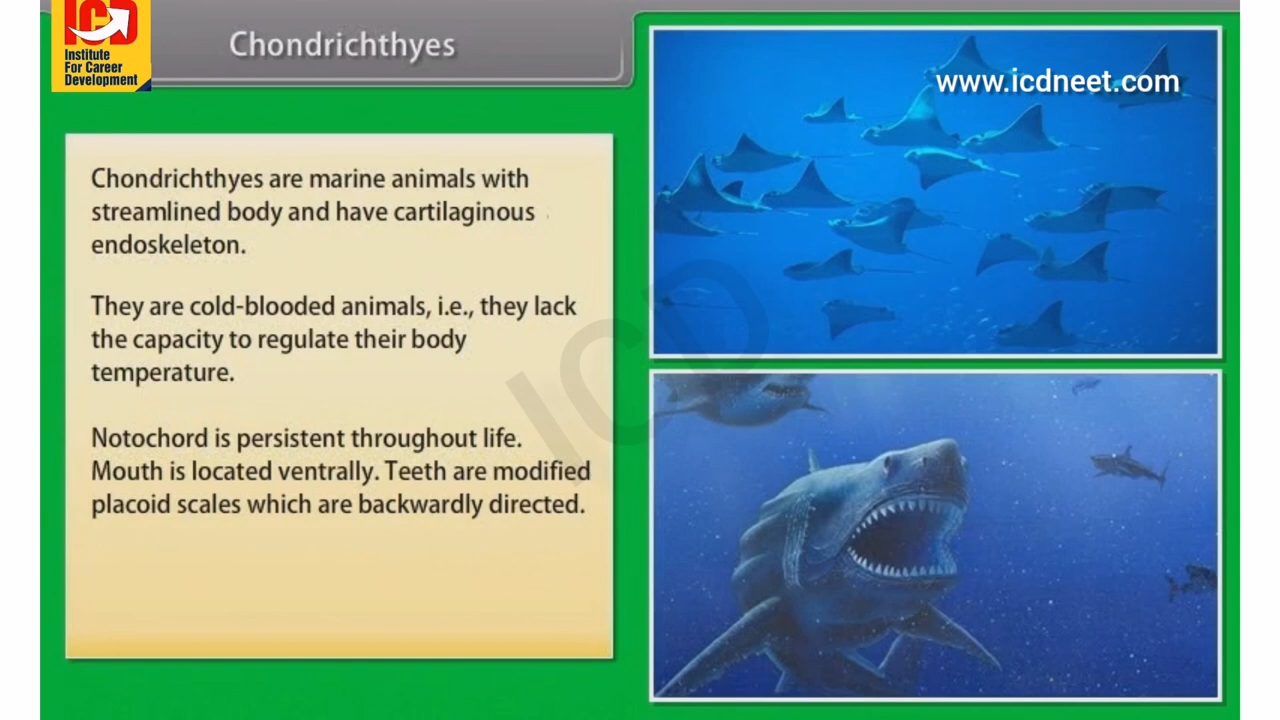 ICD
Institute
For Career
Development
Chondrichthyes
www.icdneet.com
Chondrichthyes are marine animals with
streamlined body and have cartilaginous
endoskeleton.
They are cold-blooded animals, i.e., they lack
the capacity to regulate their body
temperature.
Notochord is persistent throughout life.
Mouth is located ventrally. Teeth are modified
placoid scales which are backwardly directed.
ICD